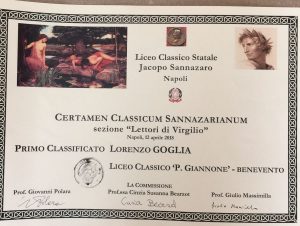 Liceo Classico Statale
Jacopo Sannazaro
Napoli
CERTAMEN CLASSICUM SANNAZARIANUM
sezione "Lettori di Virgilio"
Napoli, 12 aprile 2018
PRIMO CLASSIFICATO LORENZO GOGLIA
LICEO CLASSICO 'P. GIANNONE' - BENEVENTO
LA COMMISSIONE
Prof. Giovanni Polara
Prof.ssa Cinzia Susanna Bearzot
Prof. Giulio Massimilla